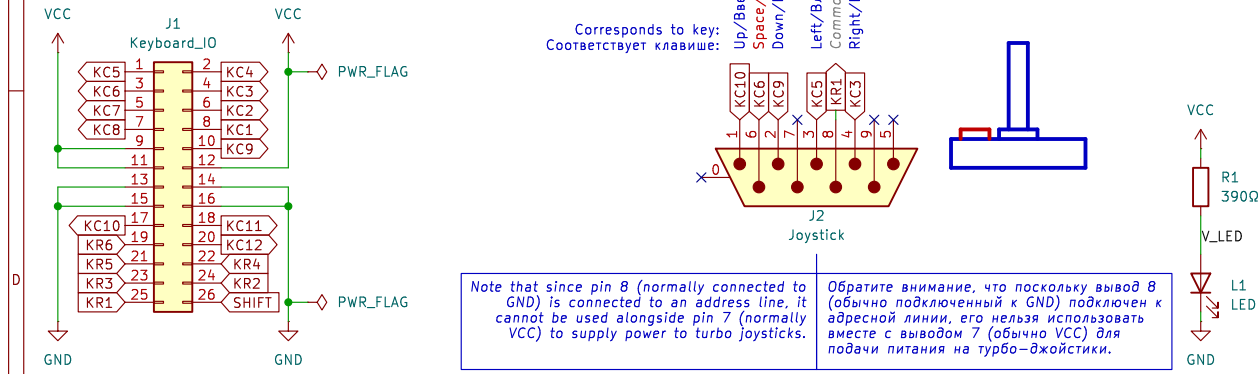 VCC
VCC
J1
Keyboard_IO
KC5 1 2 KC4
KC6 3 4 KC3
KC7 5 6 KC2
KC8 7 8 KC1
9 10 KC9
11 12
13 14
15 16
KC10 17 18 KC11
KR6 19 20 KC12
KR5 21 22 KR4
KR3 23 24 KR2
KR1 25 26 SHIFT
PWR_FLAG
PWR_FLAG
GND
GND
D
Corresponds to key:
Соответствует клавише:
Space/
Left/
KC10
KC6
KC9
KC5
KR1
KC3
1 6 2 7 3 8 4 9 5
0
J2
Joystick
Note that since pin 8 (normally connected to
GND) is connected to an address line, it
cannot be used alongside pin 7 (normally
VCC) to supply power to turbo joysticks.
Обратите внимание, что поскольку вывод 8
(обычно подключенный к GND) подключен к
адресной линии, его нельзя использовать
вместе с выводом 7 (обычно VCC) для
подачи питания на турбо-джойстики.
VCC
R1
390Ω
V_LED
L1
LED
GND